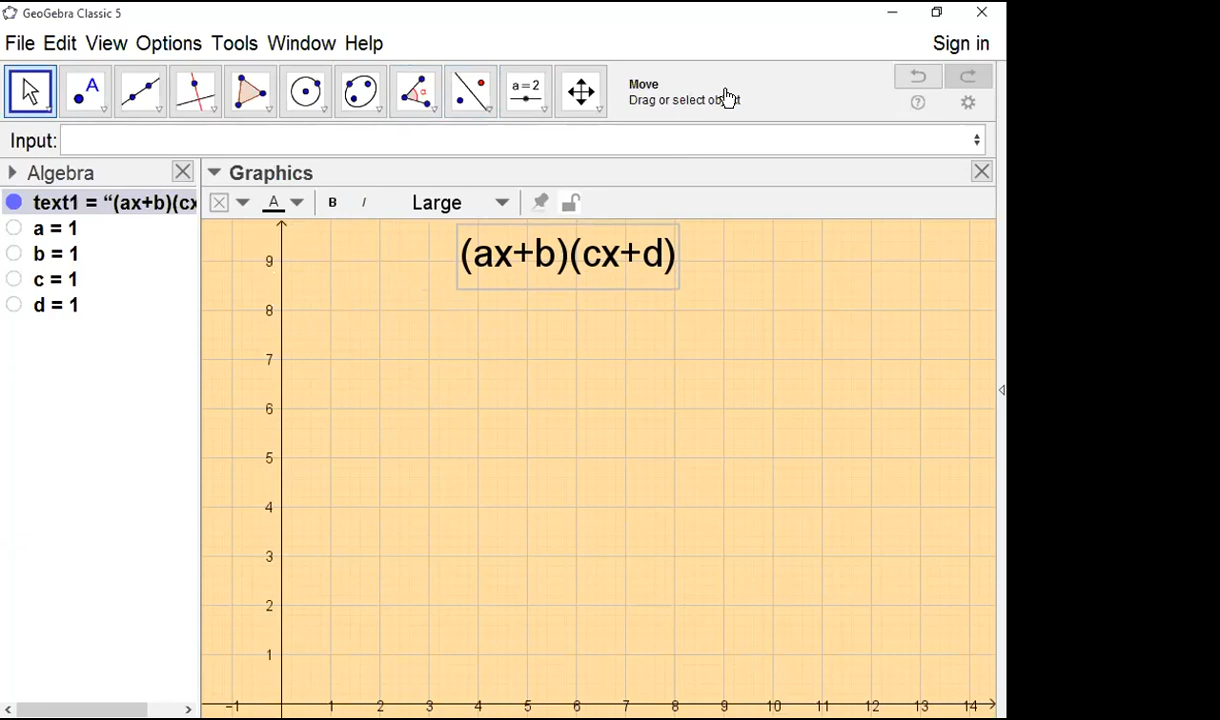 GeoGebra Classic 5
File Edit View Options Tools Window Help Sign in
A
α
a=2
Move
Drag or select
Input:
Algebra
Graphics
text1 = “(ax+b)(cx
A B I Large
a = 1
b = 1
c = 1
d = 1
(ax+b)(cx+d)
9
8
7
6
5
4
3
2
1
−1 1 2 3 4 5 6 7 8 9 10 11 12 13 14